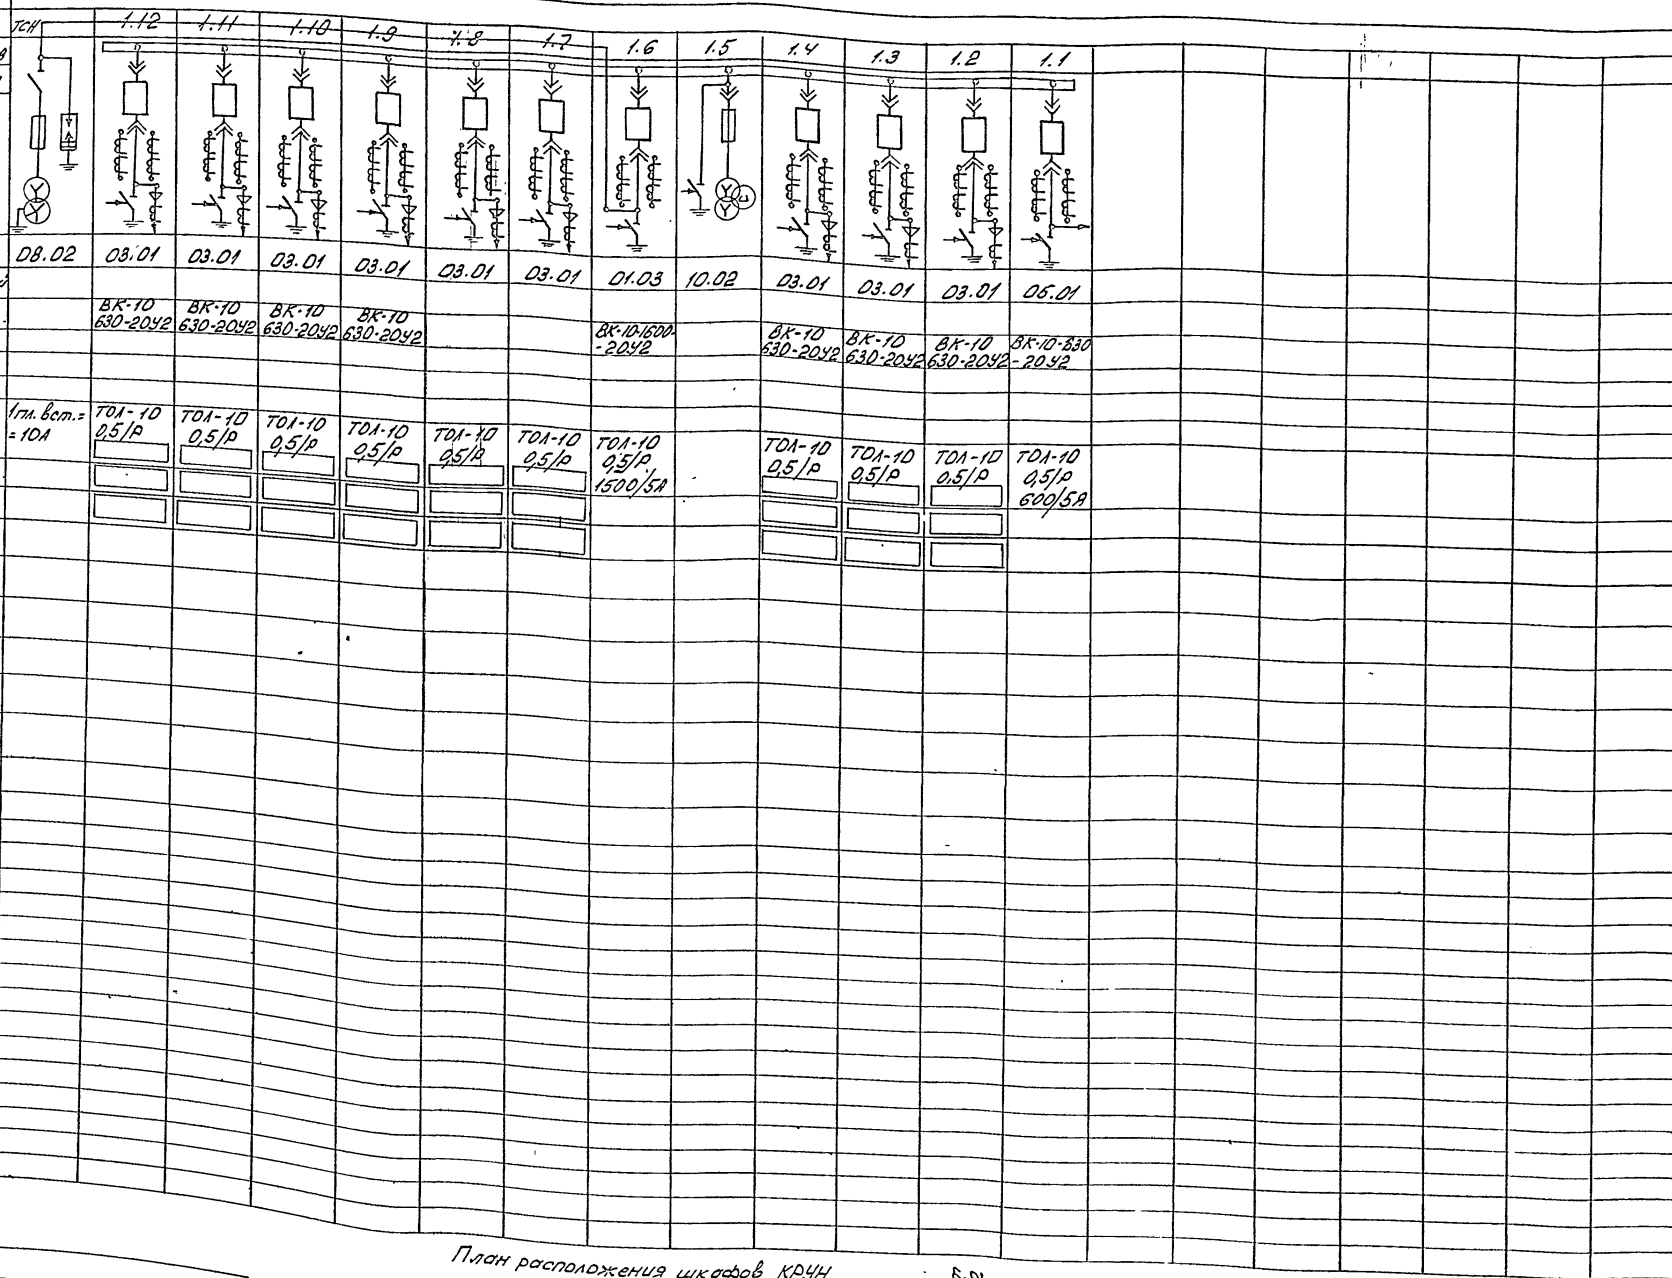 ТСН 1.12 1.11 1.10 1.9 1.8 1.7 1.6 1.5 1.4 1.3 1.2 1.1
08.02 03.01 03.01 03.01 03.01 03.01 03.01 01.03 10.02 03.01 03.01 03.01 06.01
ВК-10 ВК-10 ВК-10 ВК-10 ВК-10-1600- ВК-10 ВК-10 ВК-10 ВК-10-630
630-20У2 630-20У2 630-20У2 630-20У2 -20У2 630-20У2 630-20У2 630-20У2 -20У2
Iпл. вст.= ТОЛ-10 ТОЛ-10 ТОЛ-10 ТОЛ-10 ТОЛ-10 ТОЛ-10 ТОЛ-10 ТОЛ-10 ТОЛ-10 ТОЛ-10 ТОЛ-10
=10А 0,5/Р 0,5/Р 0,5/Р 0,5/Р 0,5/Р 0,5/Р 0,5/Р 0,5/Р 0,5/Р 0,5/Р 0,5/Р
1500/5А 600/5А
План расположения шкафов КРУН